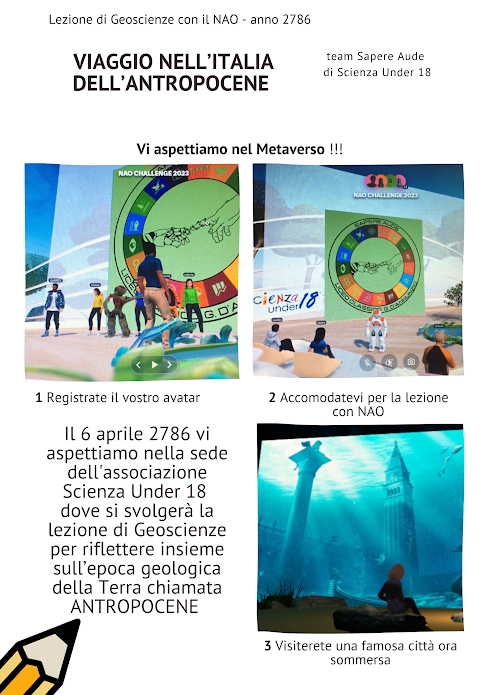 Lezione di Geoscienze con il NAO - anno 2786
VIAGGIO NELL'ITALIA
DELL'ANTROPOCENE
team Sapere Aude
di Scienza Under 18
Vi aspettiamo nel Metaverso !!!
NAO CHALLENGE 2023
NAO CHALLENGE 2023
SAPERE AUDE
cienza
under18
1 Registrate il vostro avatar
2 Accomodatevi per la lezione
con NAO
Il 6 aprile 2786 vi
aspettiamo nella sede
dell'associazione
Scienza Under 18
dove si svolgerà la
lezione di Geoscienze
per riflettere insieme
sull'epoca geologica
della Terra chiamata
ANTROPOCENE
3 Visiterete una famosa città ora
sommersa